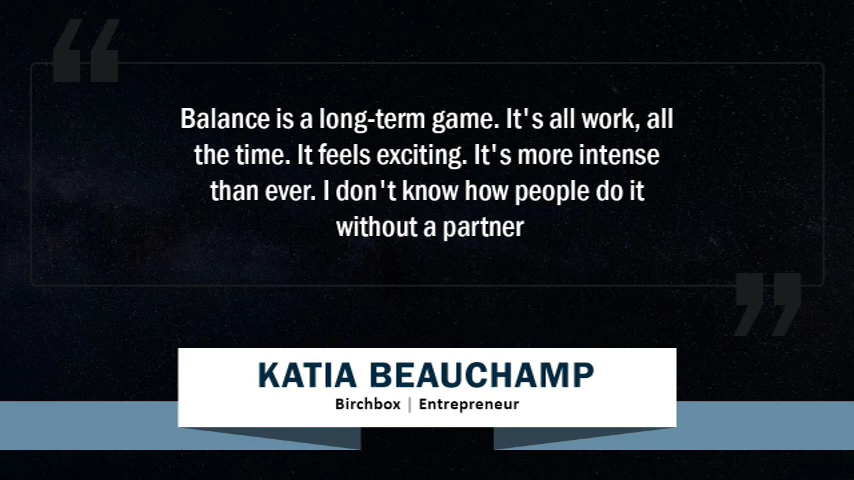 Balance is a long-term game. It's all work, all
the time. It feels exciting. It's more intense
than ever. I don't know how people do it
without a partner
KATIA BEAUCHAMP
Birchbox | Entrepreneur